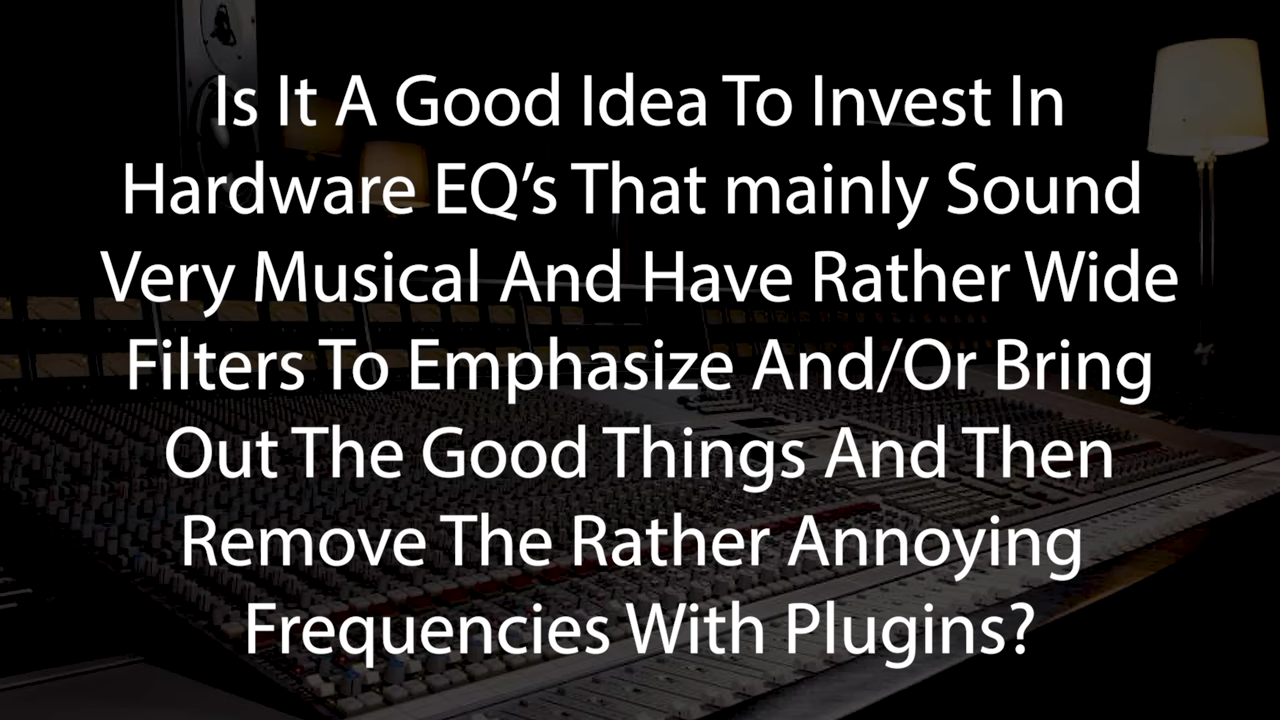 Is It A Good Idea To Invest In
Hardware EQ’s That mainly Sound
Very Musical And Have Rather Wide
Filters To Emphasize And/Or Bring
Out The Good Things And Then
Remove The Rather Annoying
Frequencies With Plugins?